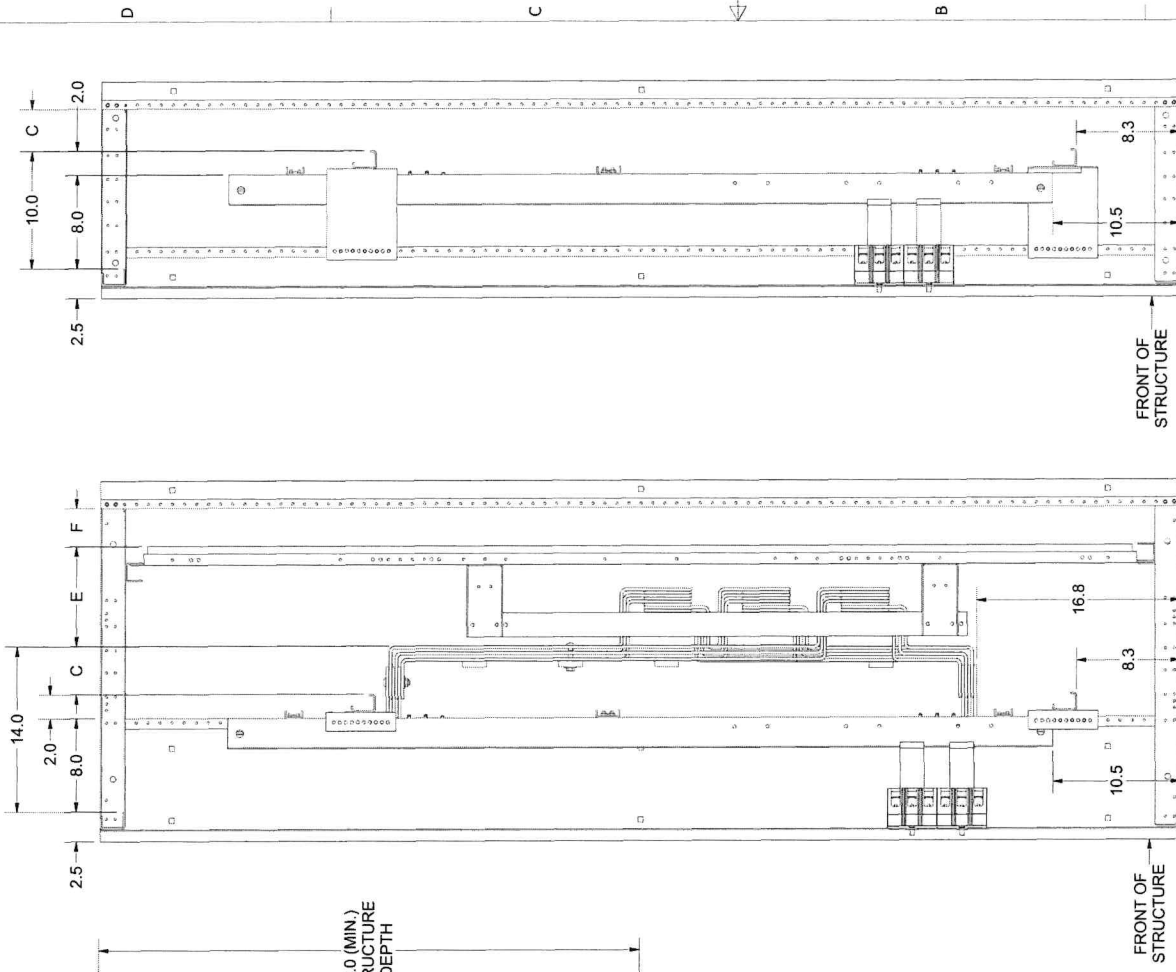 D
C
B
2.0
C
10.0
8.0
2.5
8.3
10.5
FRONT OF
STRUCTURE
F
E
C
14.0
2.0
8.0
2.5
16.8
8.3
10.5
FRONT OF
STRUCTURE
.0 (MIN.)
RUCTURE
DEPTH